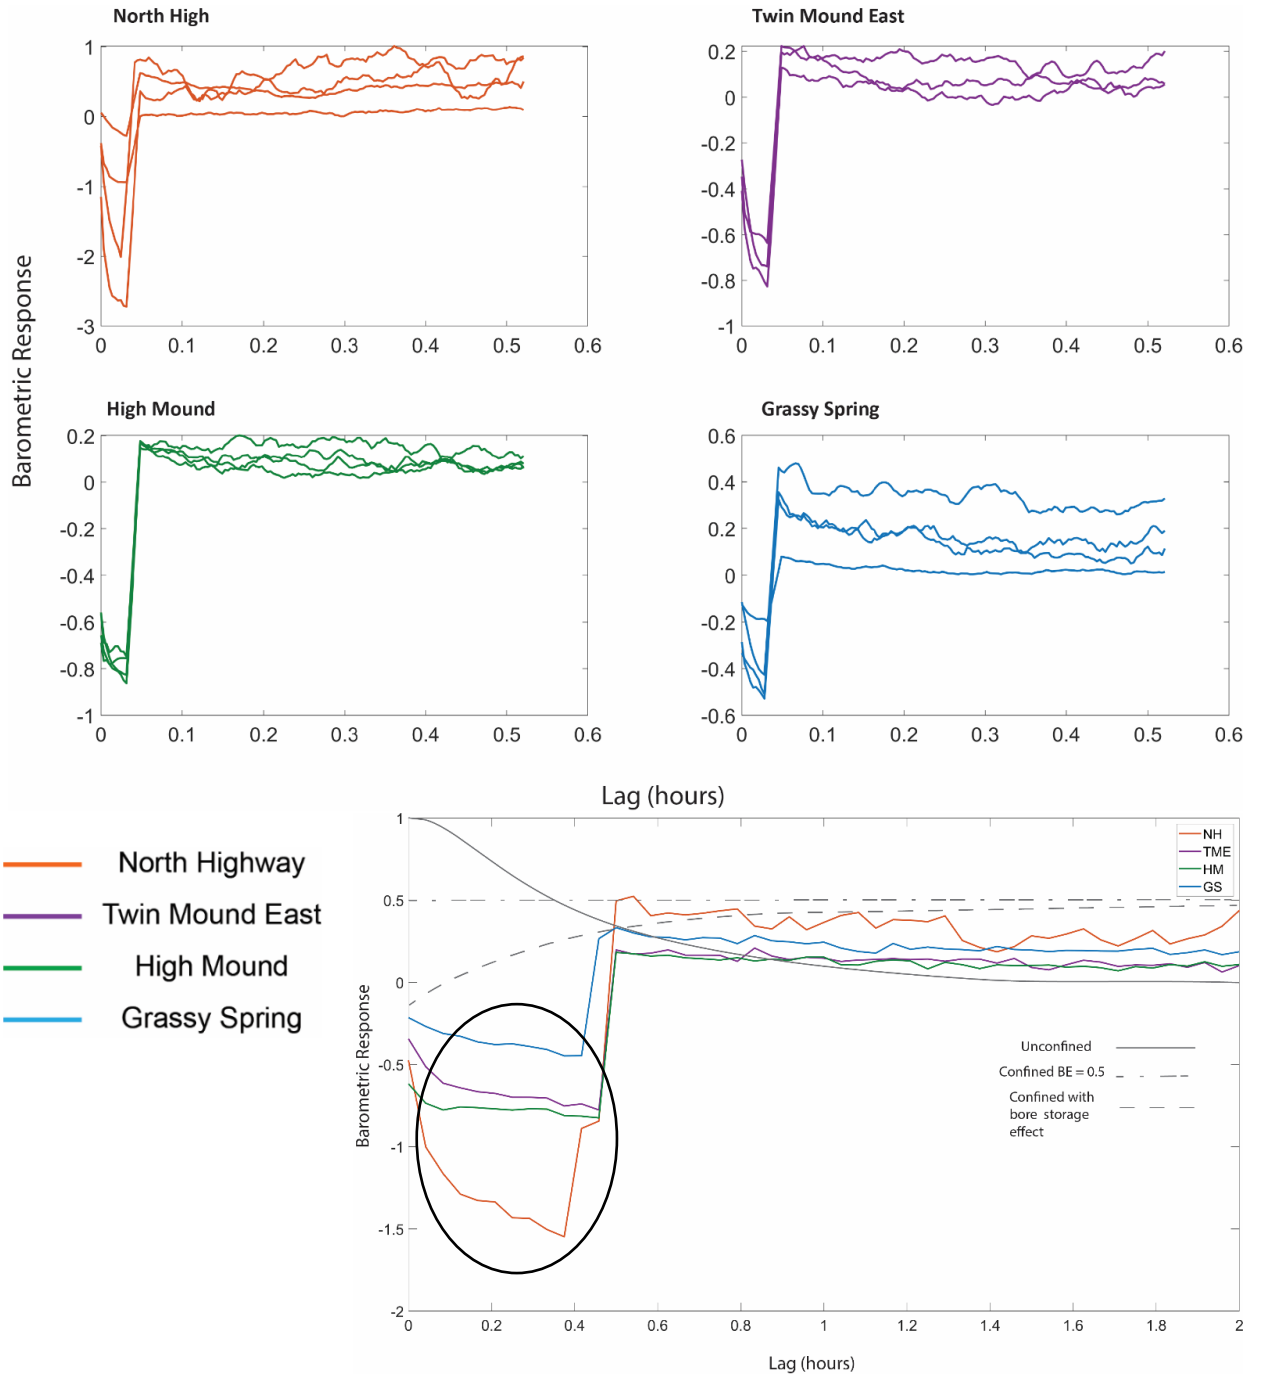 North High
1
0
-1
-2
-3
0 0.1 0.2 0.3 0.4 0.5 0.6
Twin Mound East
0.2
0
-0.2
-0.4
-0.6
-0.8
-1
0 0.1 0.2 0.3 0.4 0.5 0.6
Barometric Response
High Mound
0.2
0
-0.2
-0.4
-0.6
-0.8
-1
0 0.1 0.2 0.3 0.4 0.5 0.6
Grassy Spring
0.6
0.4
0.2
0
-0.2
-0.4
-0.6
0 0.1 0.2 0.3 0.4 0.5 0.6
Lag (hours)
North Highway
Twin Mound East
High Mound
Grassy Spring
Barometric Response
1
0.5
0
-0.5
-1
-1.5
-2
0 0.2 0.4 0.6 0.8 1 1.2 1.4 1.6 1.8 2
NH
TME
HM
GS
Unconfined
Confined BE = 0.5
Confined with
bore storage
effect
Lag (hours)